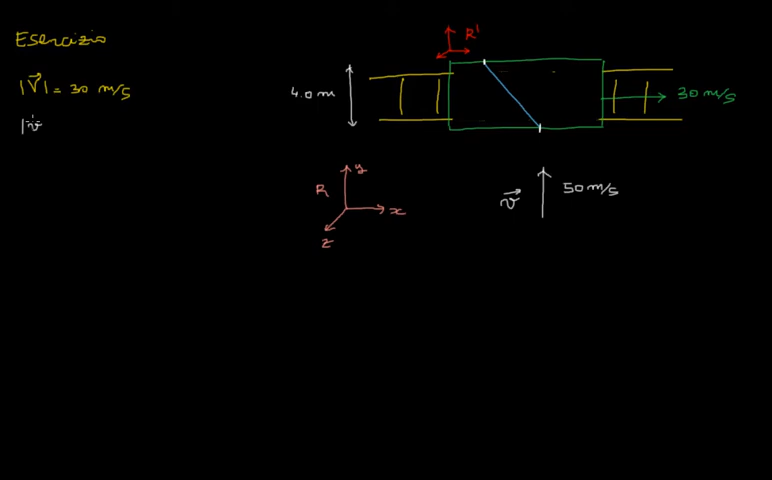 Esercizio
|V⃗| = 30 m/s
|v⃗
4.0 m
R'
30 m/s
R
y
x
z
v⃗
50 m/s